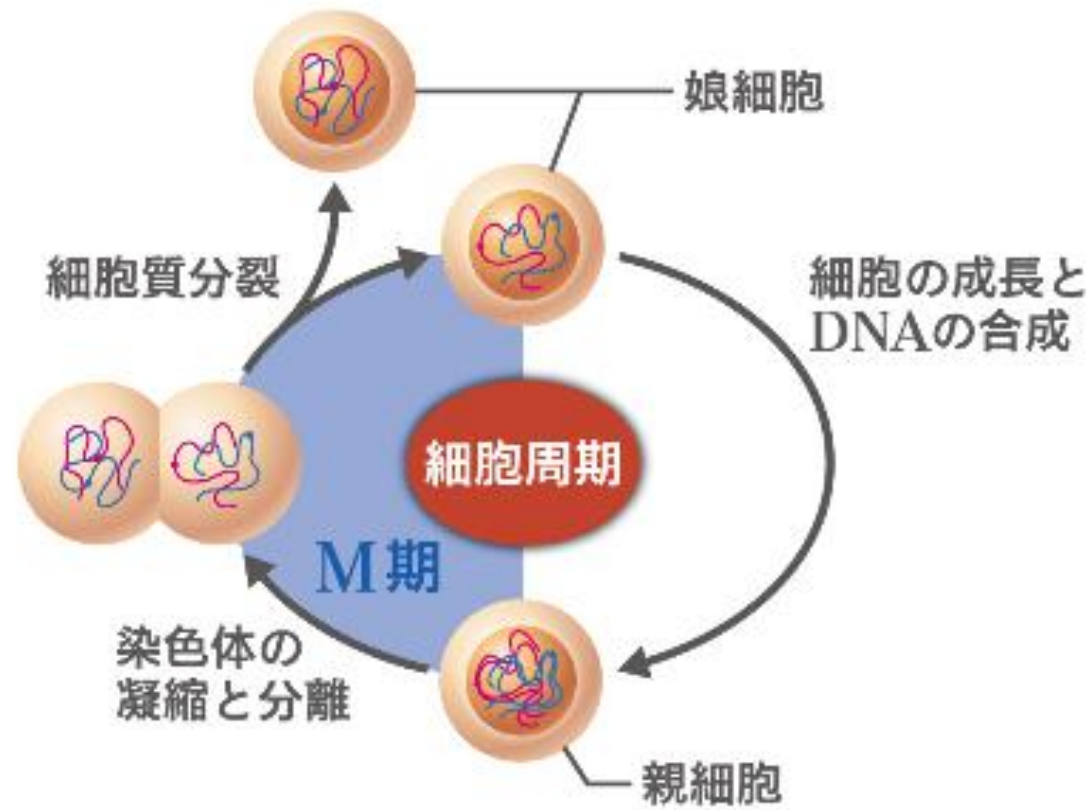 娘細胞
細胞質分裂
細胞の成長と
DNAの合成
細胞周期
M期
染色体の
凝縮と分離
親細胞